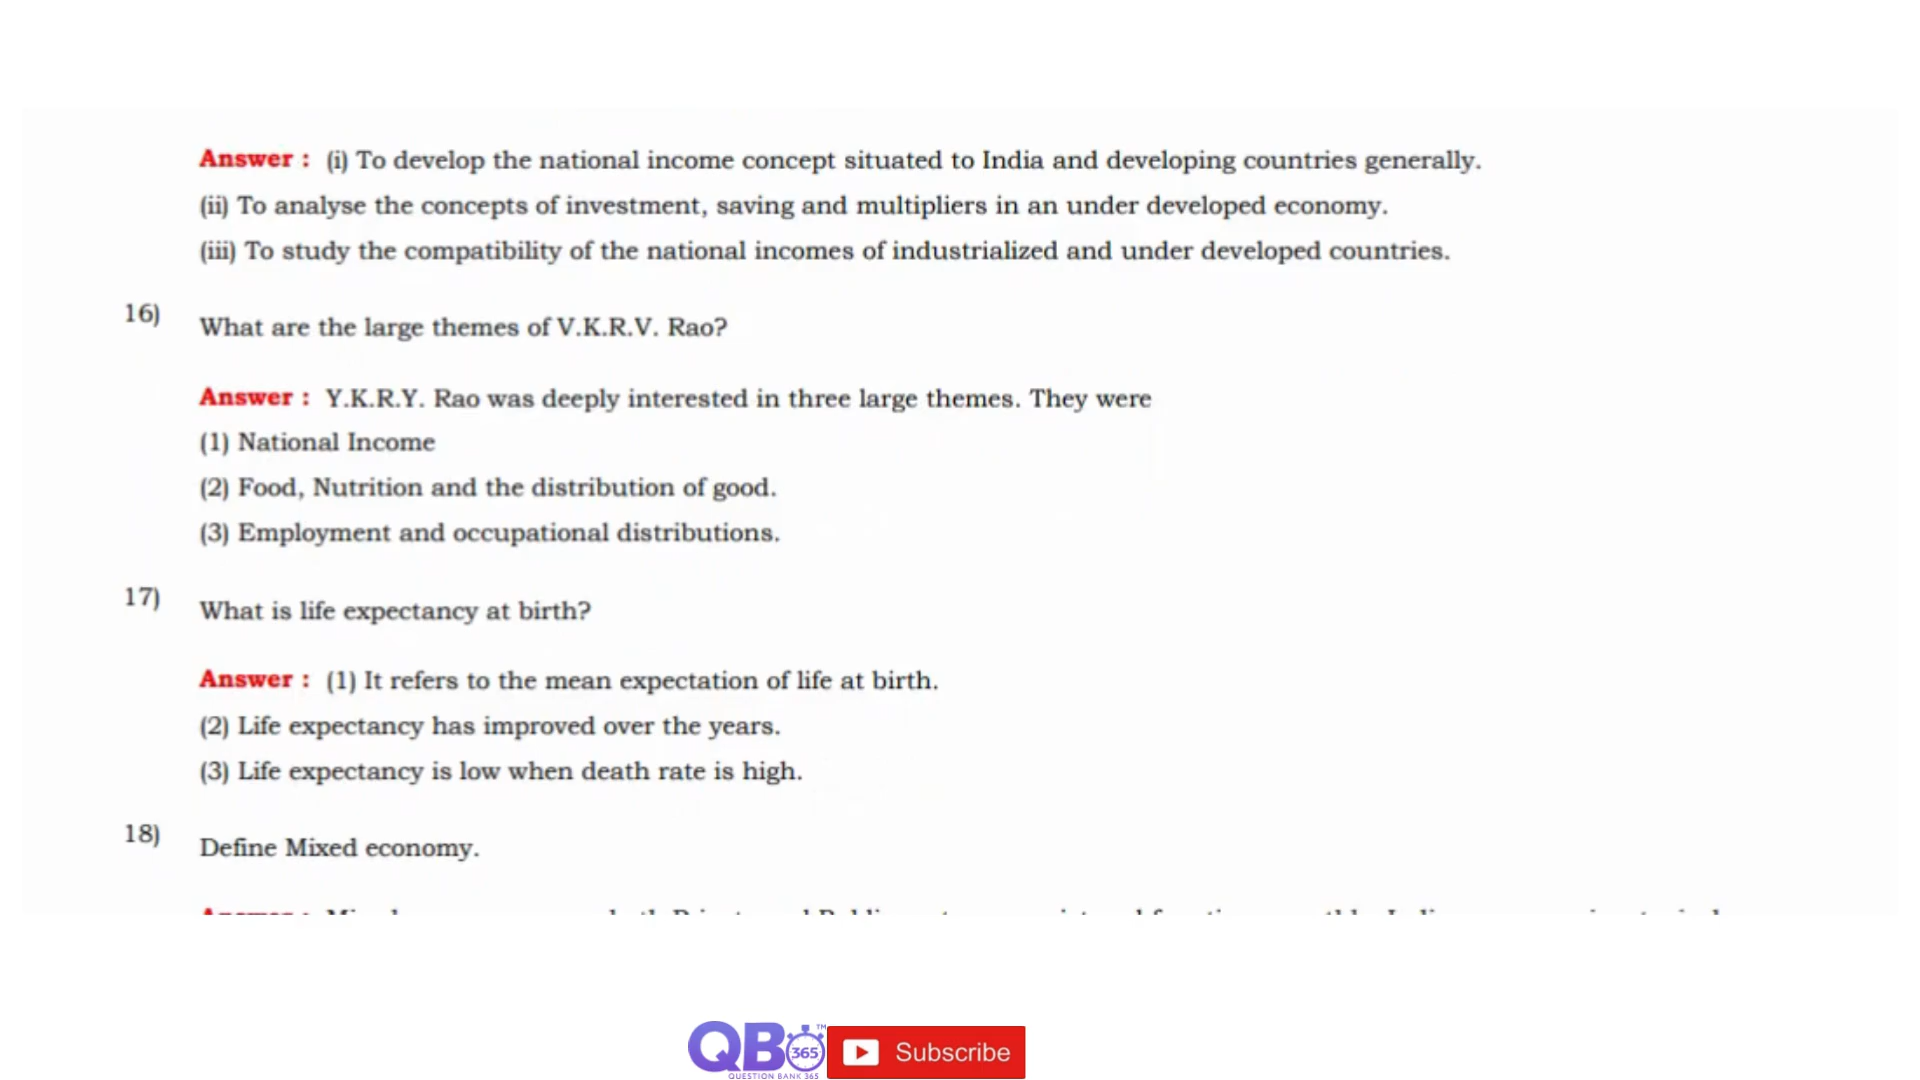 Answer : (i) To develop the national income concept situated to India and developing countries generally.
(ii) To analyse the concepts of investment, saving and multipliers in an under developed economy.
(iii) To study the compatibility of the national incomes of industrialized and under developed countries.
16)
What are the large themes of V.K.R.V. Rao?
Answer : Y.K.R.Y. Rao was deeply interested in three large themes. They were
(1) National Income
(2) Food, Nutrition and the distribution of good.
(3) Employment and occupational distributions.
17)
What is life expectancy at birth?
Answer : (1) It refers to the mean expectation of life at birth.
(2) Life expectancy has improved over the years.
(3) Life expectancy is low when death rate is high.
18)
Define Mixed economy.
QB 365 ™
QUESTION BANK 365
Subscribe